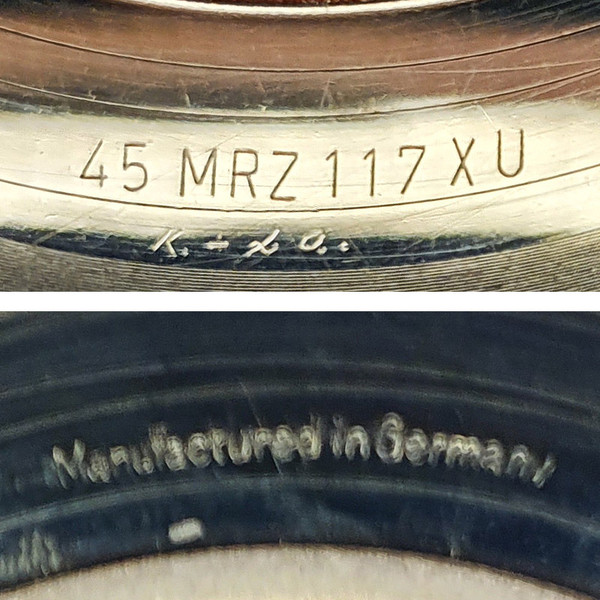 45 MRZ 117 XU
Manufactured in Germany